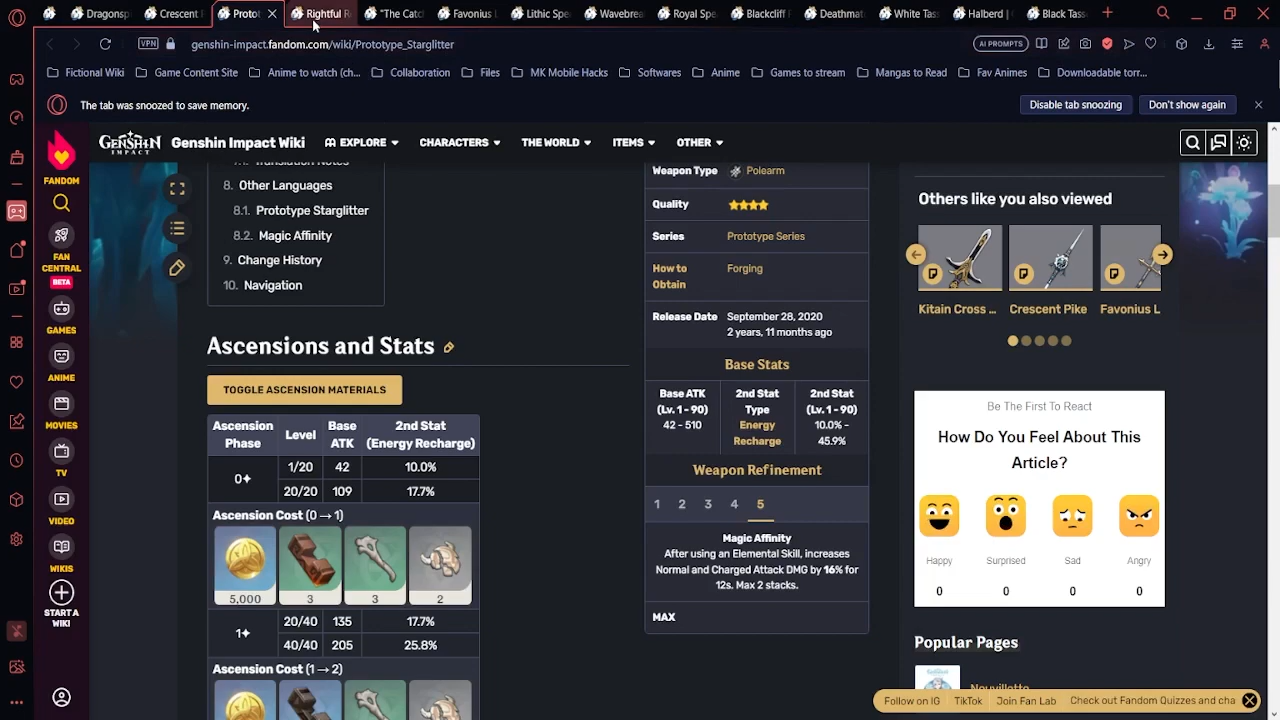 Dragonsp
Crescent P
Protot
Rightful R
"The Catch
Favonius L
Lithic Spe
Wavebrea
Royal Spe
Blackcliff
Deathmat
White Tas
Halberd |
Black Tass
VPN
genshin-impact.fandom.com/wiki/Prototype_Starglitter
AI PROMPTS
Fictional Wiki
Game Content Site
Anime to watch (ch...
Collaboration
Files
MK Mobile Hacks
Softwares
Anime
Games to stream
Mangas to Read
Fav Animes
Downloadable torr...
The tab was snoozed to save memory.
Disable tab snoozing
Don't show again
GENSHIN IMPACT
Genshin Impact Wiki
EXPLORE
CHARACTERS
THE WORLD
ITEMS
OTHER
FANDOM
FAN CENTRAL
BETA
GAMES
ANIME
MOVIES
TV
VIDEO
WIKIS
START A WIKI
7.1. Translation Notes
8. Other Languages
8.1. Prototype Starglitter
8.2. Magic Affinity
9. Change History
10. Navigation
Ascensions and Stats
TOGGLE ASCENSION MATERIALS
Ascension Phase
Level
Base ATK
2nd Stat (Energy Recharge)
0✦
1/20 42 10.0%
20/20 109 17.7%
Ascension Cost (0 → 1)
5,000 3 3 2
1✦
20/40 135 17.7%
40/40 205 25.8%
Ascension Cost (1 → 2)
Weapon Type Polearm
Quality
Series Prototype Series
How to Obtain Forging
Release Date September 28, 2020
2 years, 11 months ago
Base Stats
Base ATK (Lv. 1 - 90)
42 - 510
2nd Stat Type
Energy Recharge
2nd Stat (Lv. 1 - 90)
10.0% - 45.9%
Weapon Refinement
1 2 3 4 5
Magic Affinity
After using an Elemental Skill, increases
Normal and Charged Attack DMG by 16% for
12s. Max 2 stacks.
MAX
Others like you also viewed
Kitain Cross ...
Crescent Pike
Favonius L
Be The First To React
How Do You Feel About This
Article?
Happy Surprised Sad Angry
0 0 0 0
Popular Pages
Neuvillette
Follow on IG
TikTok
Join Fan Lab
Check out Fandom Quizzes and cha